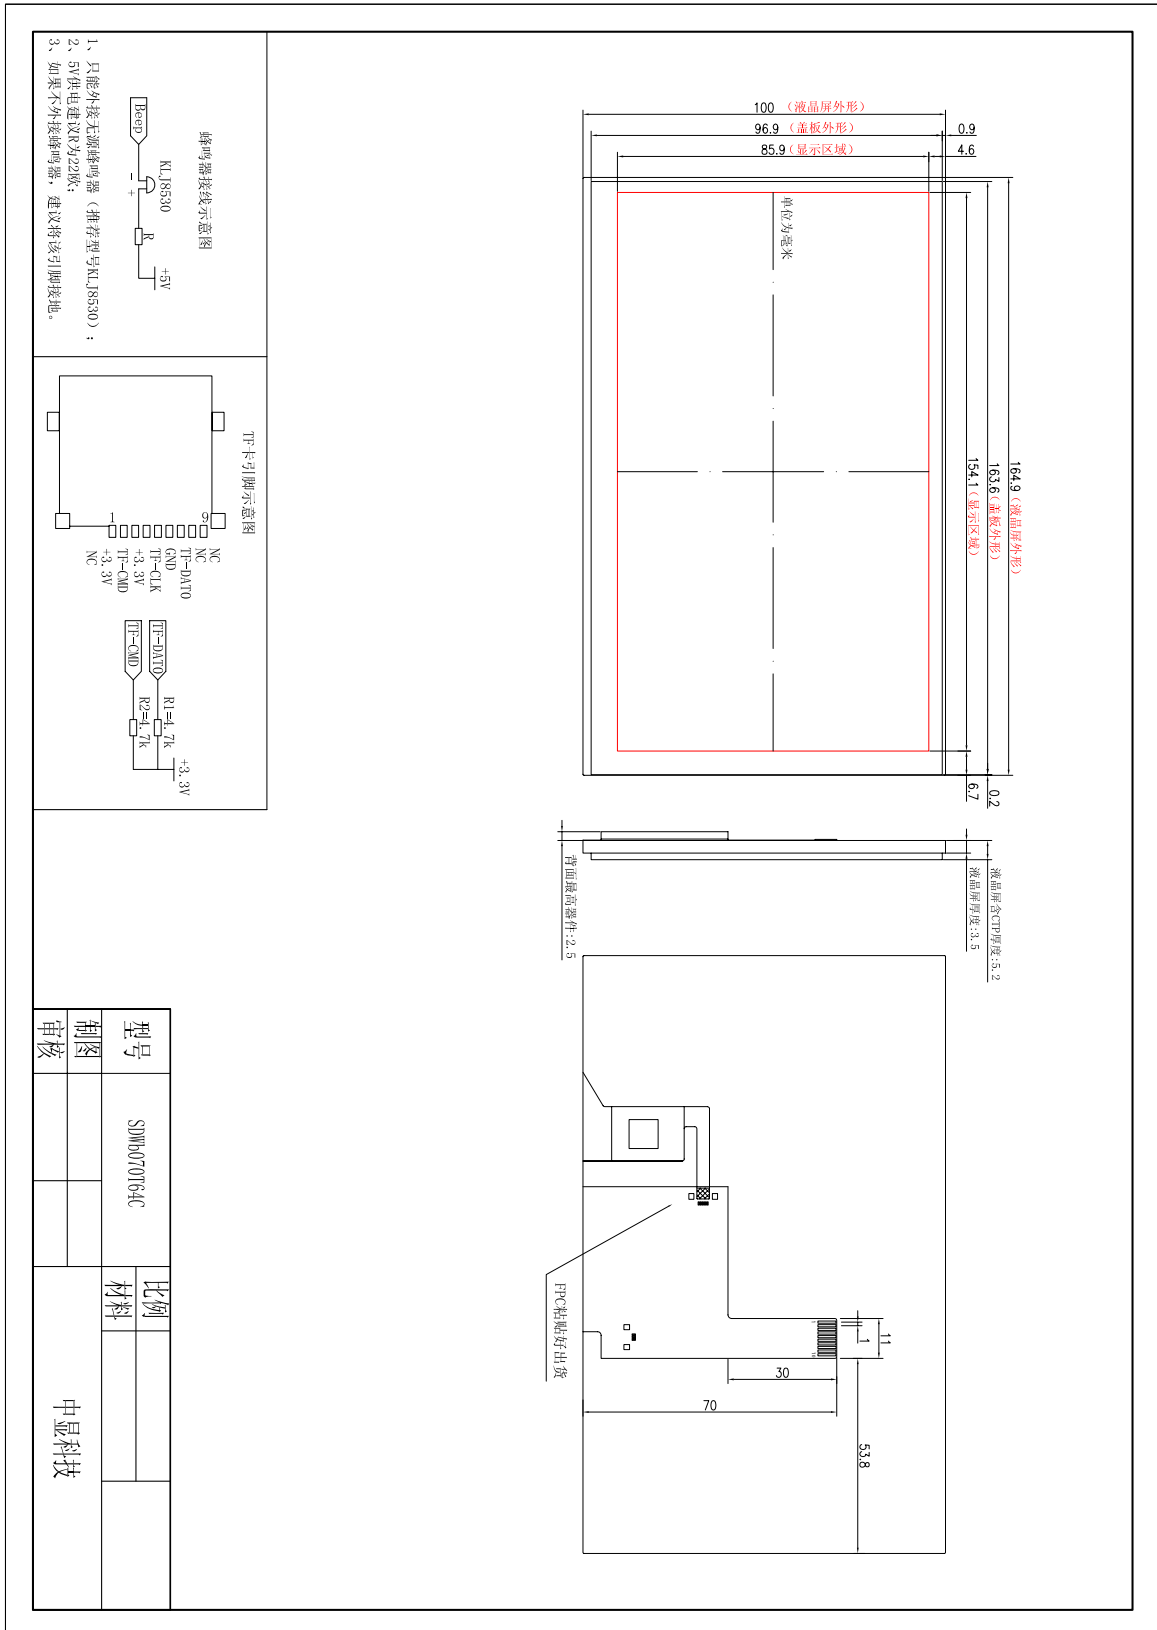 100 （液晶屏外形）
96.9 （盖板外形）
85.9（显示区域）
0.9
4.6
单位为毫米
164.9（液晶屏外形）
163.6（盖板外形）
154.1（显示区域）
0.2
6.7
液晶屏含CTP厚度:5.2
液晶屏厚度:3.5
背面最高器件:2.5
FPC粘贴好出货
11
1
30
70
53.8
蜂鸣器接线示意图
Beep
KLJ8530
-
+
R
+5V
1、只能外接无源蜂鸣器（推荐型号KLJ8530）；
2、5V供电建议R为22欧；
3、如果不外接蜂鸣器，建议将该引脚接地。
TF卡引脚示意图
9
1
NC
NC
TF-DATO
GND
TF-CLK
+3.3V
TF-CMD
+3.3V
NC
TF-DATO
R1=4.7k
TF-CMD
R2=4.7k
+3.3V
型号
SDWb070T64C
比例
材料
制图
审核
中显科技